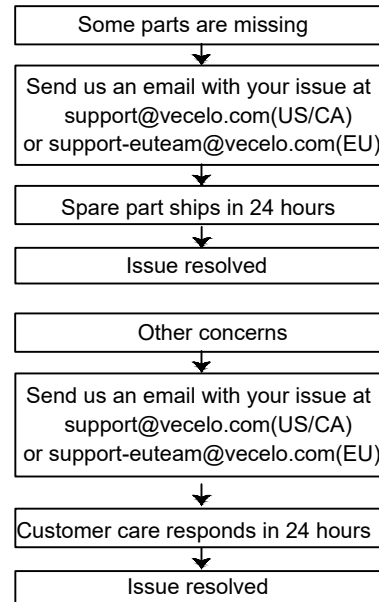 Some parts are missing
Send us an email with your issue at
support@vecelo.com(US/CA)
or support-euteam@vecelo.com(EU)
Spare part ships in 24 hours
Issue resolved
Other concerns
Send us an email with your issue at
support@vecelo.com(US/CA)
or support-euteam@vecelo.com(EU)
Customer care responds in 24 hours
Issue resolved